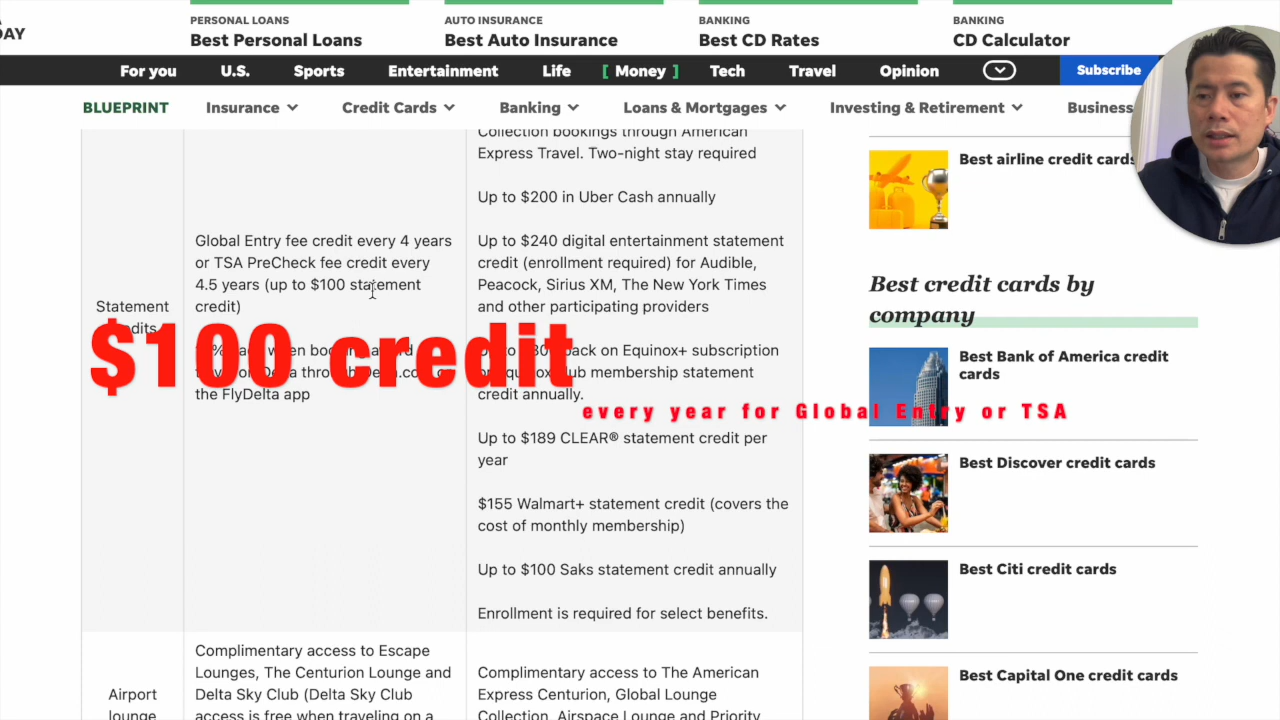 DAY
PERSONAL LOANS
Best Personal Loans
AUTO INSURANCE
Best Auto Insurance
BANKING
Best CD Rates
BANKING
CD Calculator
For you
U.S.
Sports
Entertainment
Life
[ Money ]
Tech
Travel
Opinion
Subscribe
BLUEPRINT
Insurance
Credit Cards
Banking
Loans & Mortgages
Investing & Retirement
Business
Statement
Global Entry fee credit every 4 years
or TSA PreCheck fee credit every
4.5 years (up to $100 statement
credit)
the FlyDelta app
Collection bookings through American
Express Travel. Two-night stay required
Up to $200 in Uber Cash annually
Up to $240 digital entertainment statement
credit (enrollment required) for Audible,
Peacock, Sirius XM, The New York Times
and other participating providers
back on Equinox+ subscription
membership statement
credit annually.
Up to $189 CLEAR® statement credit per
year
$155 Walmart+ statement credit (covers the
cost of monthly membership)
Up to $100 Saks statement credit annually
Enrollment is required for select benefits.
$100 credit
every year for Global Entry or TSA
Airport
lounge
Complimentary access to Escape
Lounges, The Centurion Lounge and
Delta Sky Club (Delta Sky Club
access is free when traveling on a
Complimentary access to The American
Express Centurion, Global Lounge
Collection, Airspace Lounge and Priority
Best airline credit cards
Best credit cards by
company
Best Bank of America credit
cards
Best Discover credit cards
Best Citi credit cards
Best Capital One credit cards